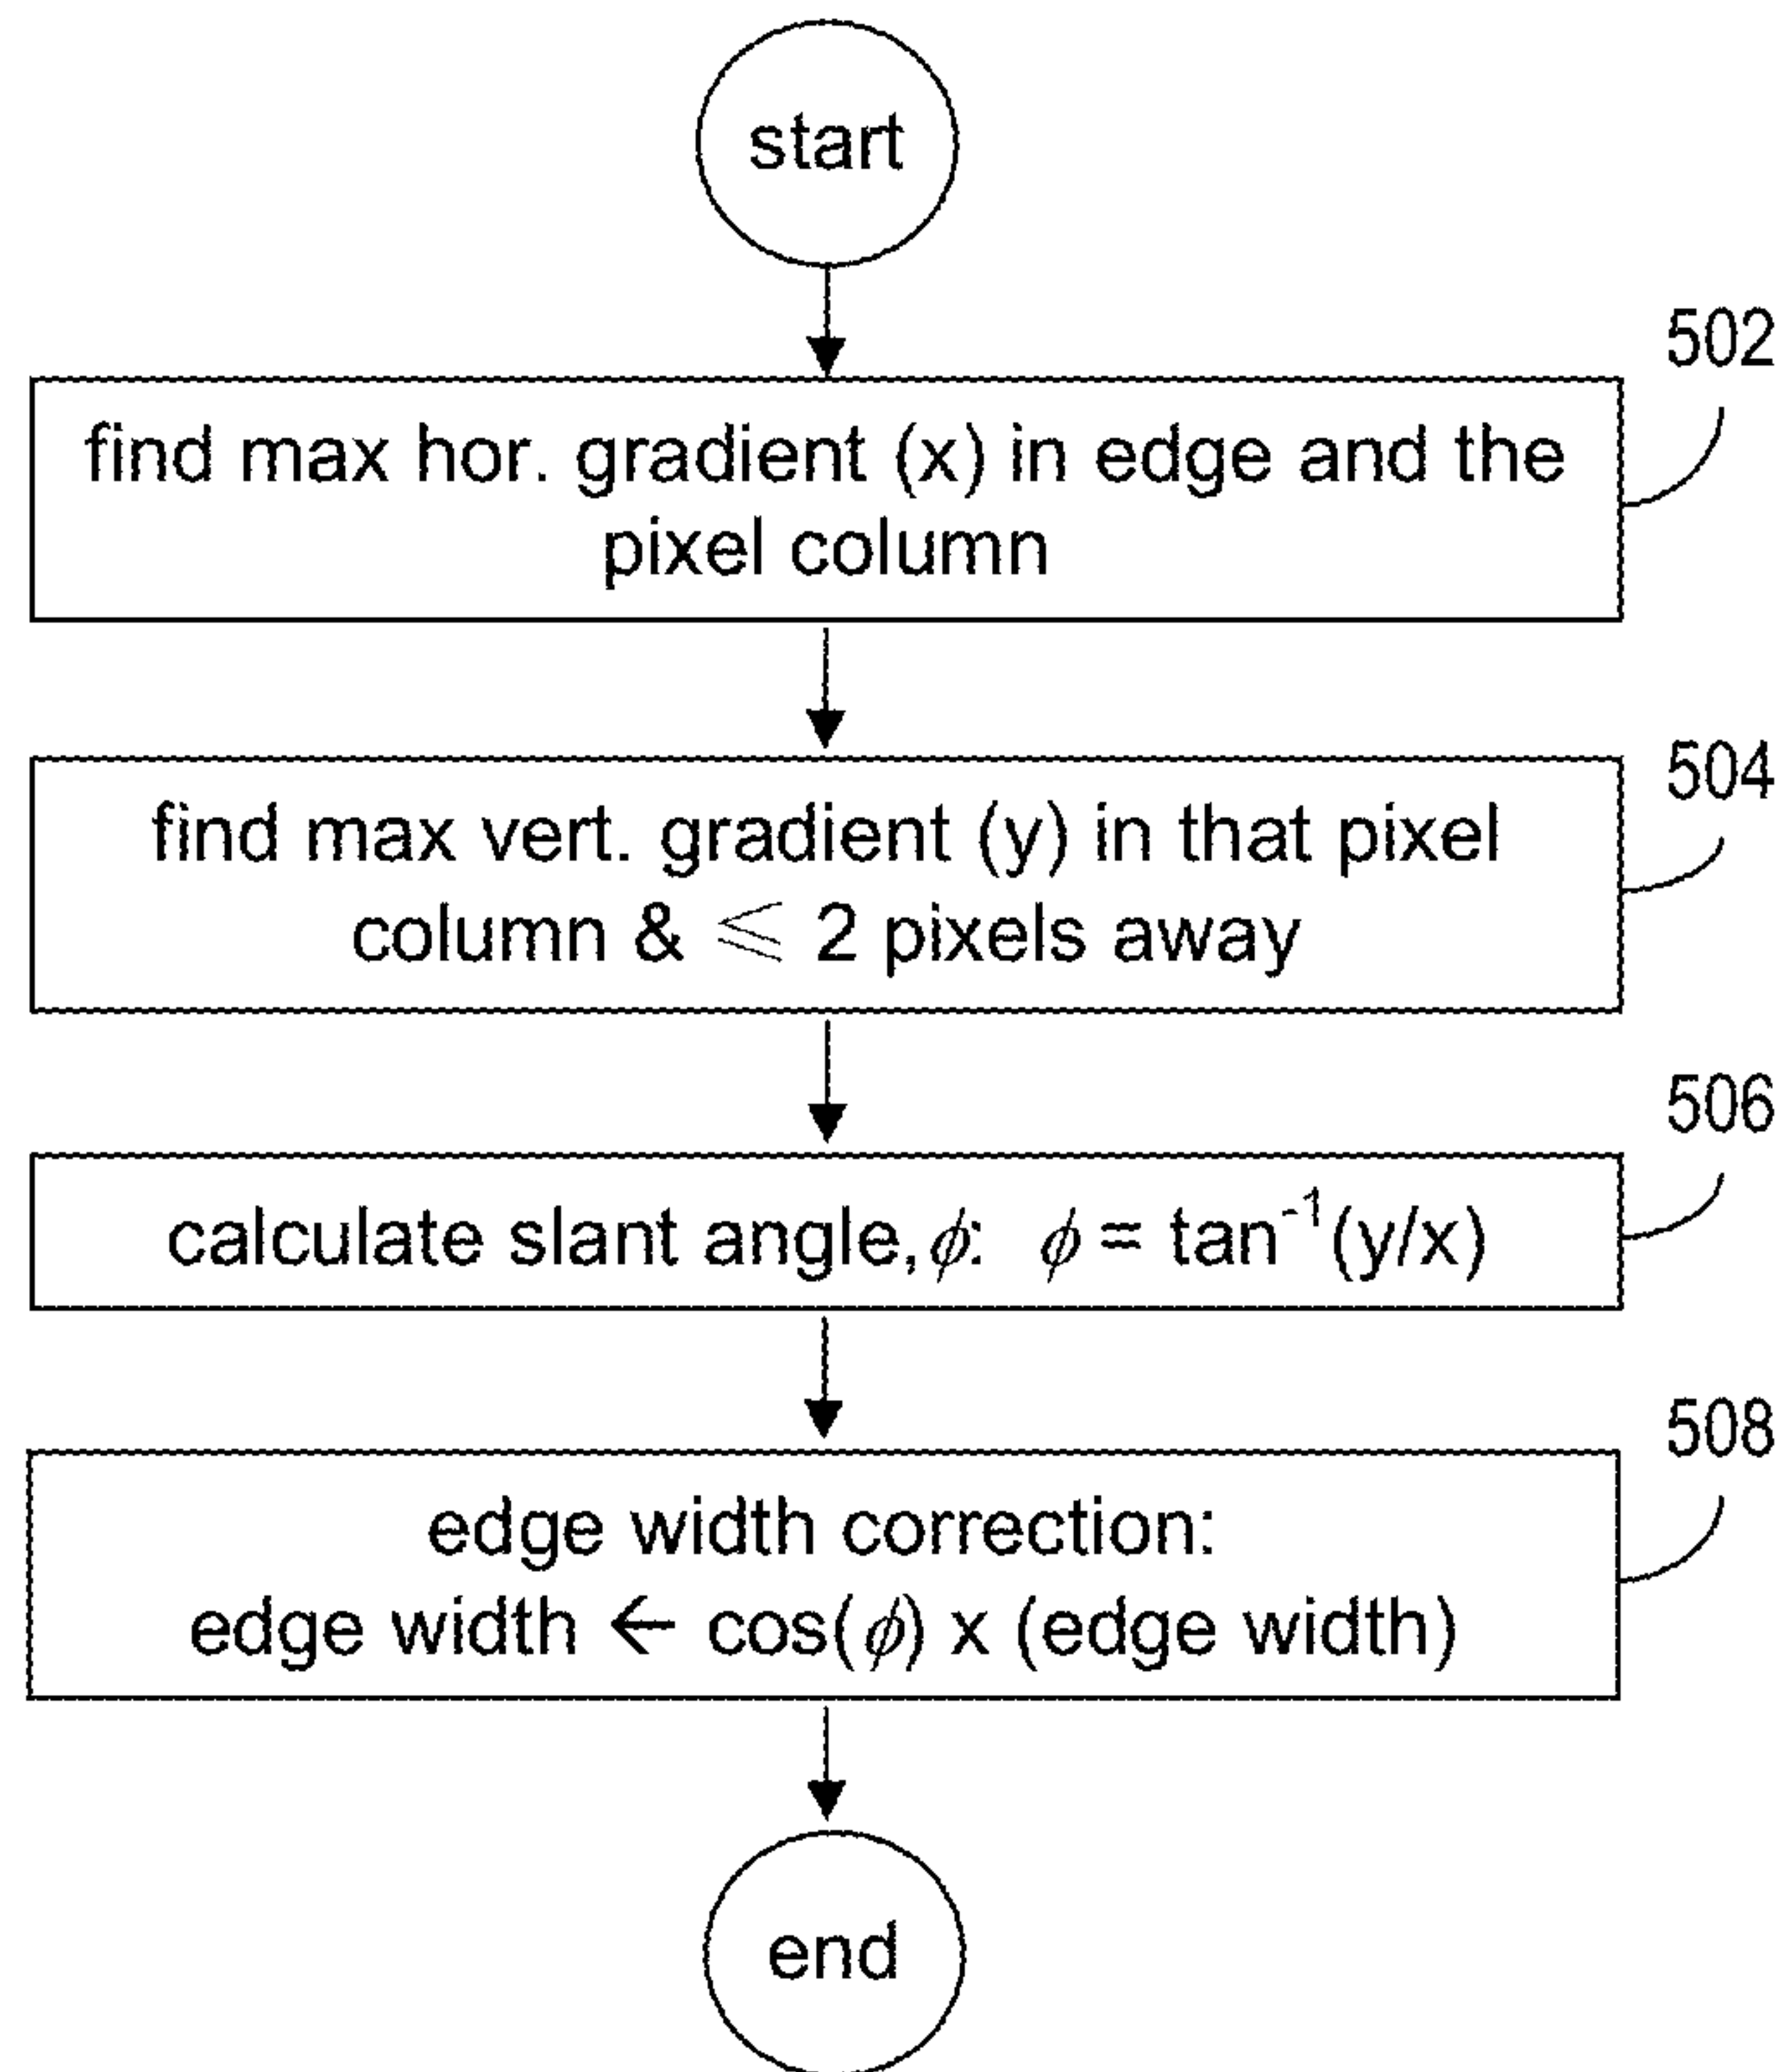 start
502
find max hor. gradient (x) in edge and the
pixel column
504
find max vert. gradient (y) in that pixel
column & ⩽ 2 pixels away
506
calculate slant angle, ϕ: ϕ = tan⁻¹(y/x)
508
edge width correction:
edge width ← cos(ϕ) x (edge width)
end